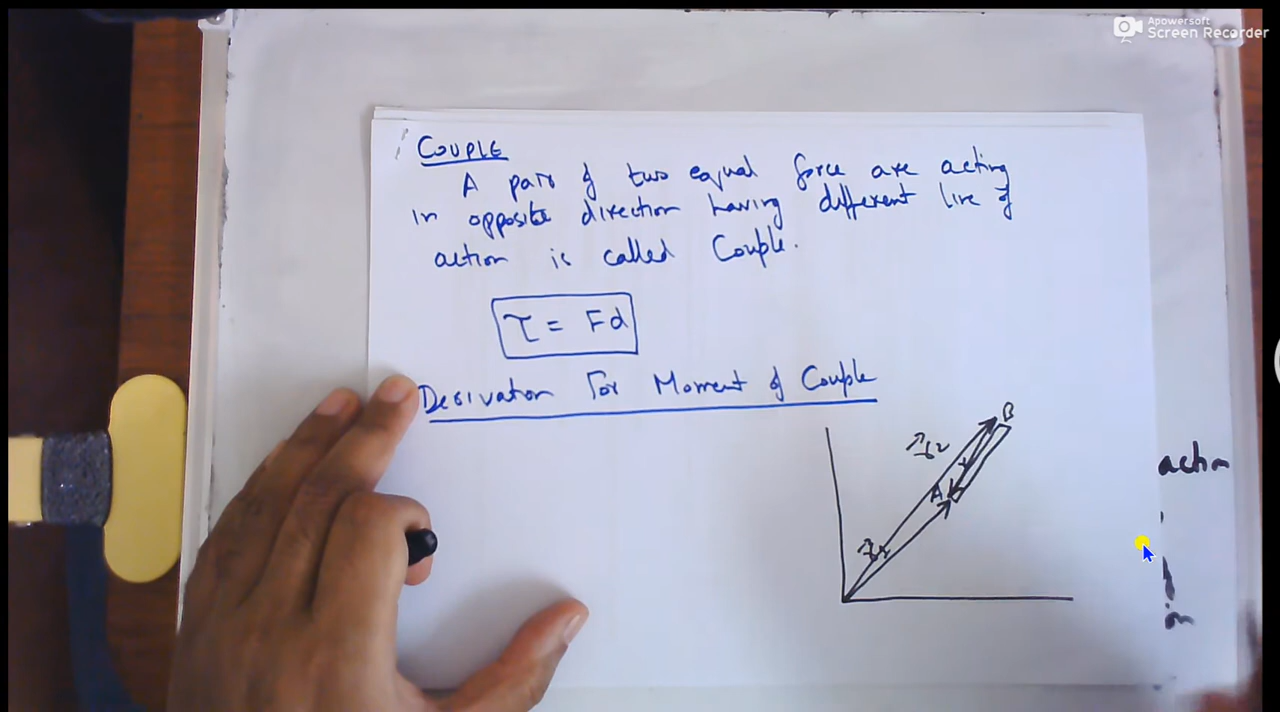 Apowersoft
Screen Recorder
COUPLE
A pair of two equal force are acting
in opposite direction having different line of
action is called Couple.
τ = Fd
Derivation For Moment of Couple
B
A
action